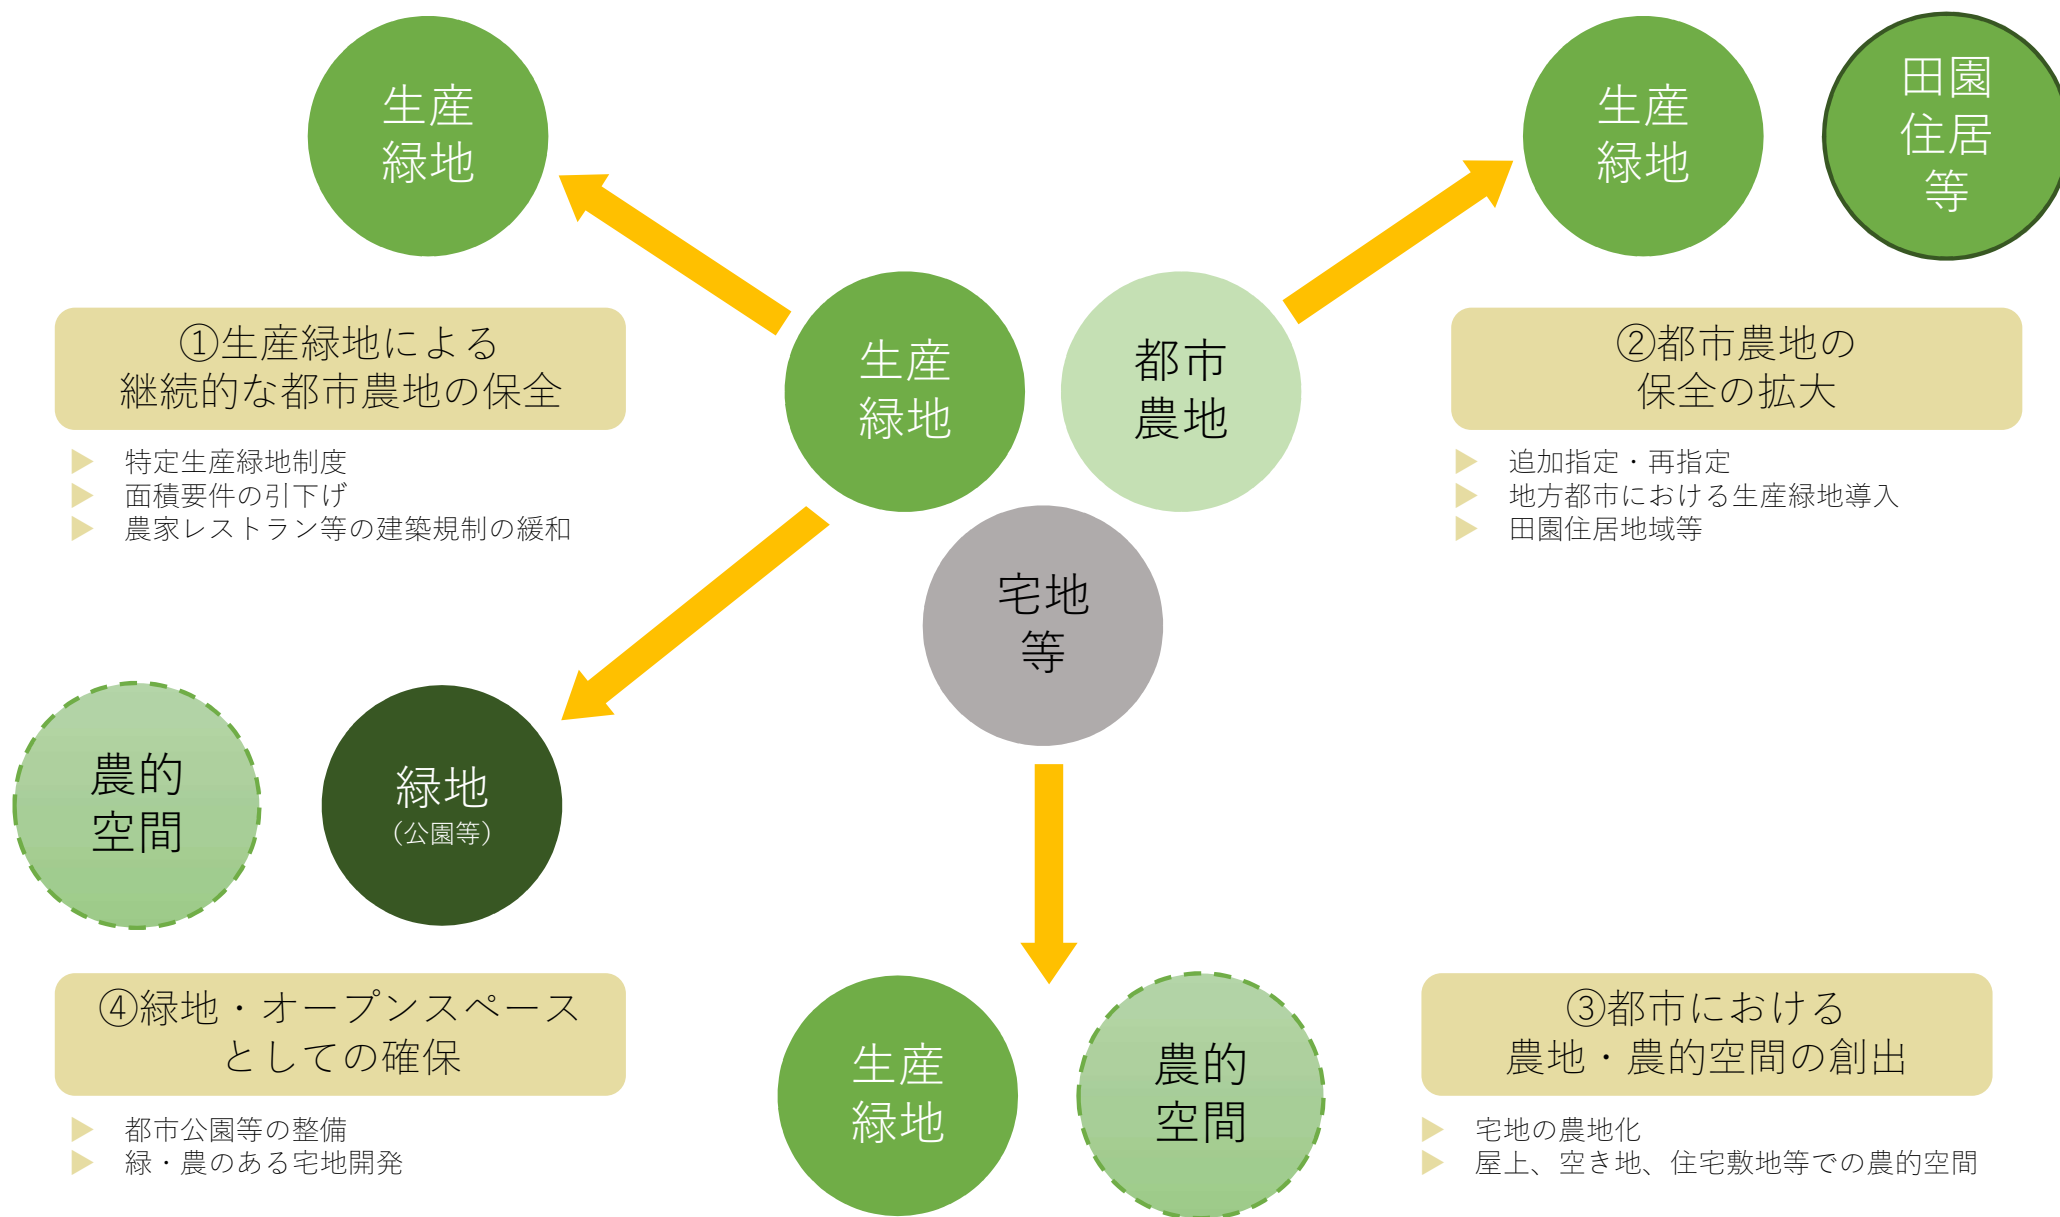 生産
緑地
生産
緑地
田園
住居
等
①生産緑地による
継続的な都市農地の保全
特定生産緑地制度
面積要件の引下げ
農家レストラン等の建築規制の緩和
生産
緑地
都市
農地
宅地
等
②都市農地の
保全の拡大
追加指定・再指定
地方都市における生産緑地導入
田園住居地域等
農的
空間
緑地
（公園等）
④緑地・オープンスペース
としての確保
都市公園等の整備
緑・農のある宅地開発
生産
緑地
農的
空間
③都市における
農地・農的空間の創出
宅地の農地化
屋上、空き地、住宅敷地等での農的空間